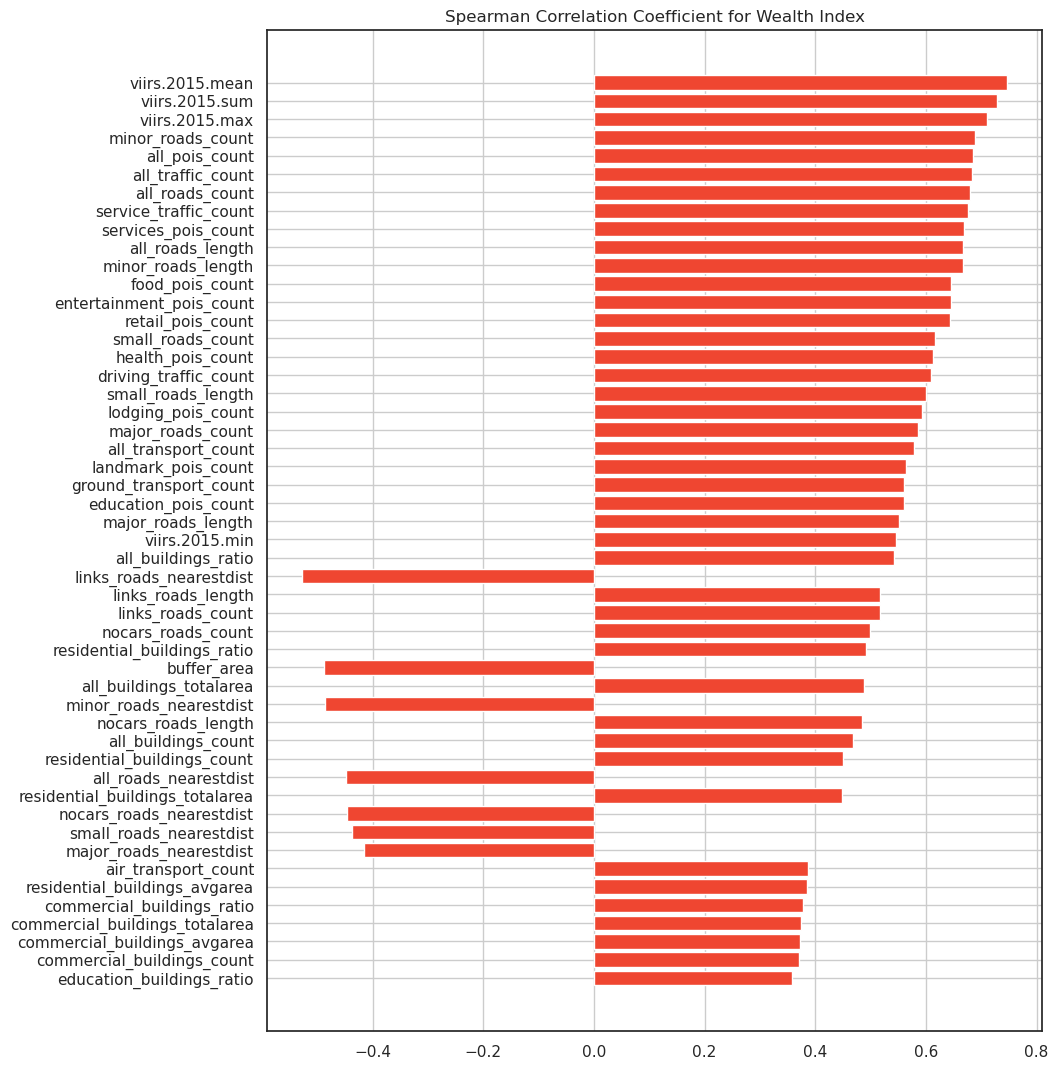 Spearman Correlation Coefficient for Wealth Index
viirs.2015.mean
viirs.2015.sum
viirs.2015.max
minor_roads_count
all_pois_count
all_traffic_count
all_roads_count
service_traffic_count
services_pois_count
all_roads_length
minor_roads_length
food_pois_count
entertainment_pois_count
retail_pois_count
small_roads_count
health_pois_count
driving_traffic_count
small_roads_length
lodging_pois_count
major_roads_count
all_transport_count
landmark_pois_count
ground_transport_count
education_pois_count
major_roads_length
viirs.2015.min
all_buildings_ratio
links_roads_nearestdist
links_roads_length
links_roads_count
nocars_roads_count
residential_buildings_ratio
buffer_area
all_buildings_totalarea
minor_roads_nearestdist
nocars_roads_length
all_buildings_count
residential_buildings_count
all_roads_nearestdist
residential_buildings_totalarea
nocars_roads_nearestdist
small_roads_nearestdist
major_roads_nearestdist
air_transport_count
residential_buildings_avgarea
commercial_buildings_ratio
commercial_buildings_totalarea
commercial_buildings_avgarea
commercial_buildings_count
education_buildings_ratio
−0.4 −0.2 0.0 0.2 0.4 0.6 0.8